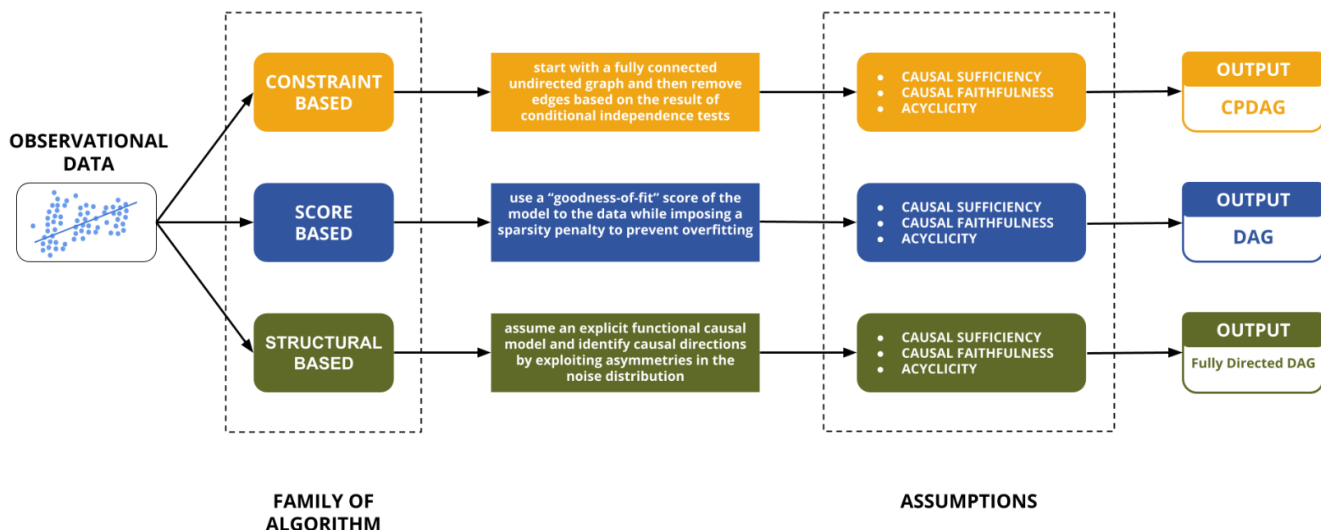 OBSERVATIONAL
DATA
CONSTRAINT
BASED
start with a fully connected
undirected graph and then remove
edges based on the result of
conditional independence tests
• CAUSAL SUFFICIENCY
• CAUSAL FAITHFULNESS
• ACYCLICITY
OUTPUT
CPDAG
SCORE
BASED
use a “goodness-of-fit” score of the
model to the data while imposing a
sparsity penalty to prevent overfitting
• CAUSAL SUFFICIENCY
• CAUSAL FAITHFULNESS
• ACYCLICITY
OUTPUT
DAG
STRUCTURAL
BASED
assume an explicit functional causal
model and identify causal directions
by exploiting asymmetries in the
noise distribution
• CAUSAL SUFFICIENCY
• CAUSAL FAITHFULNESS
• ACYCLICITY
OUTPUT
Fully Directed DAG
FAMILY OF
ALGORITHM
ASSUMPTIONS